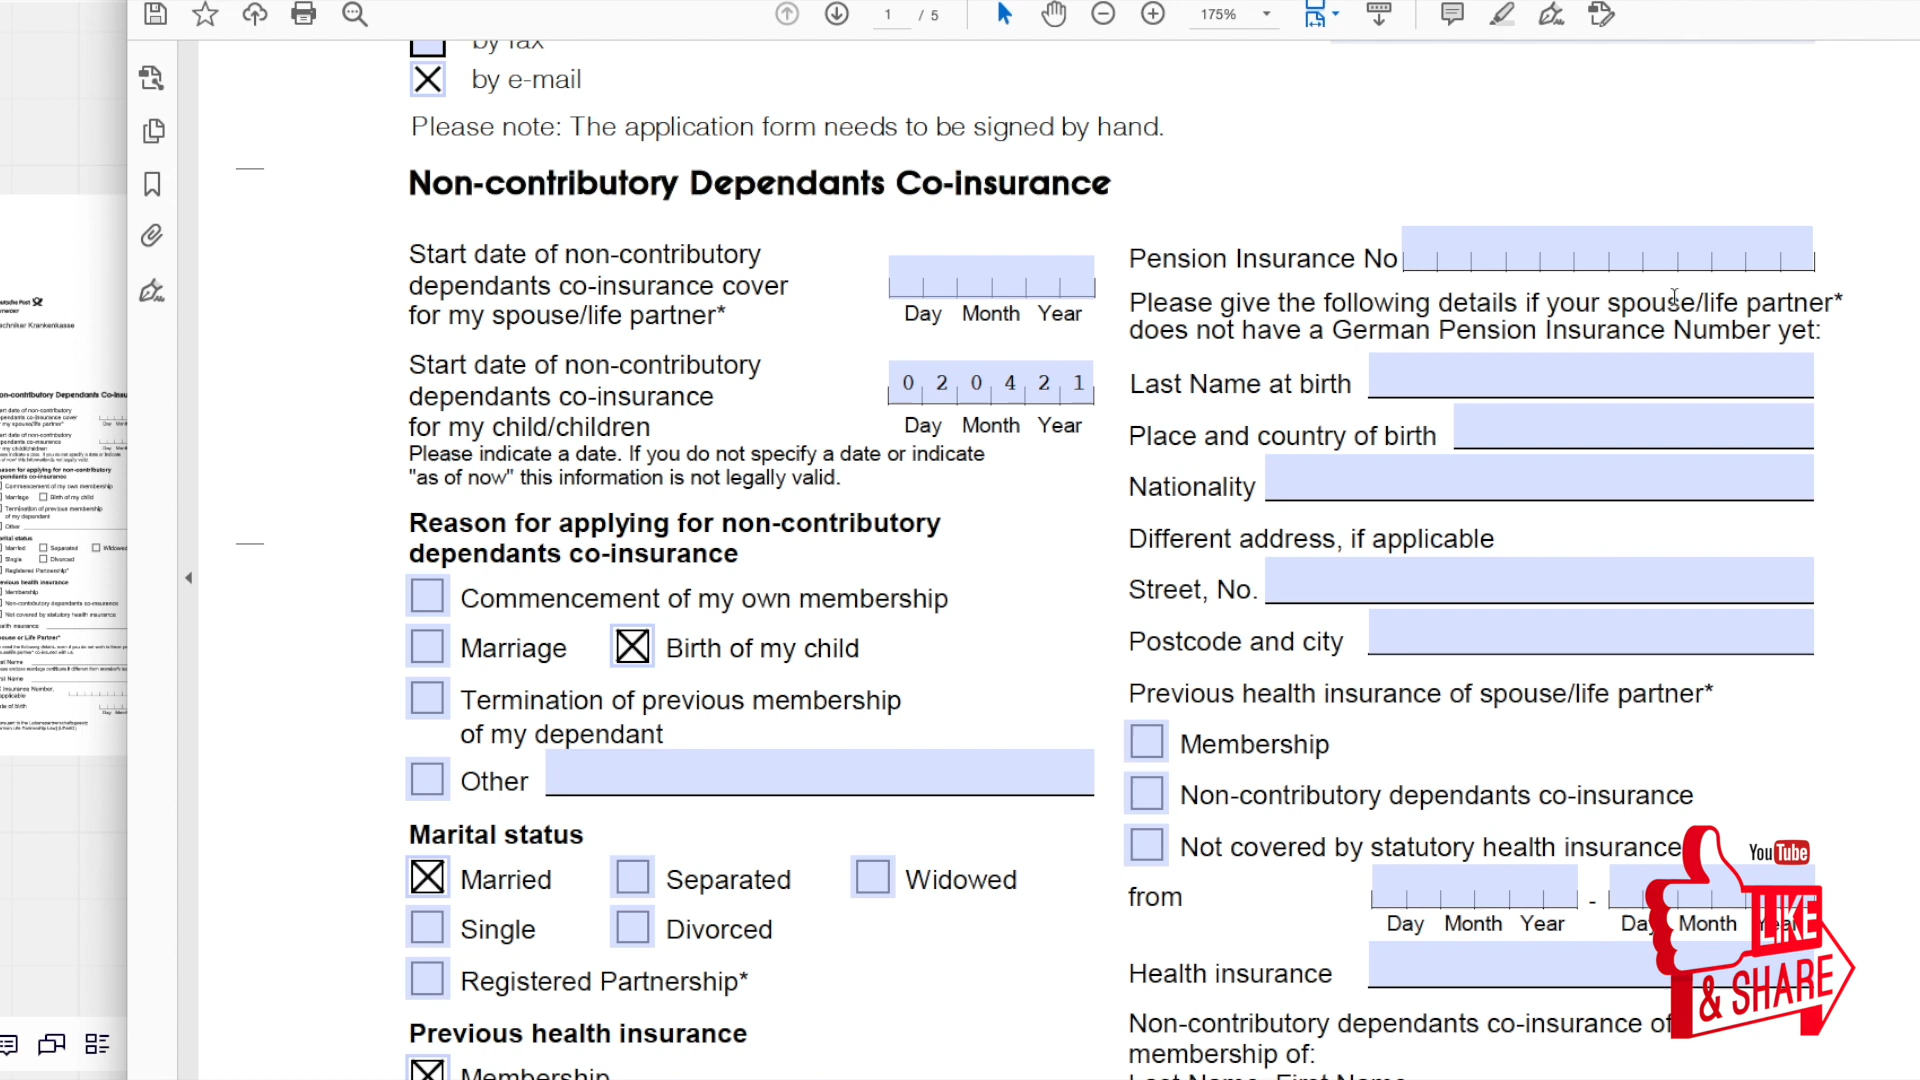 1 / 5
175%
by fax
by e-mail
Please note: The application form needs to be signed by hand.
Non-contributory Dependants Co-insurance
Start date of non-contributory
dependants co-insurance cover
for my spouse/life partner*
Day Month Year
Start date of non-contributory
dependants co-insurance
for my child/children
0 2 0 4 2 1
Day Month Year
Please indicate a date. If you do not specify a date or indicate
"as of now" this information is not legally valid.
Reason for applying for non-contributory
dependants co-insurance
Commencement of my own membership
Marriage Birth of my child
Termination of previous membership
of my dependant
Other
Marital status
Married Separated Widowed
Single Divorced
Registered Partnership*
Previous health insurance
Membership
Pension Insurance No
Please give the following details if your spouse/life partner*
does not have a German Pension Insurance Number yet:
Last Name at birth
Place and country of birth
Nationality
Different address, if applicable
Street, No.
Postcode and city
Previous health insurance of spouse/life partner*
Membership
Non-contributory dependants co-insurance
Not covered by statutory health insurance
from
-
Day Month Year Day Month Year
Health insurance
Non-contributory dependants co-insurance of
membership of:
Last Name, First Name
YouTube
LIKE
& SHARE